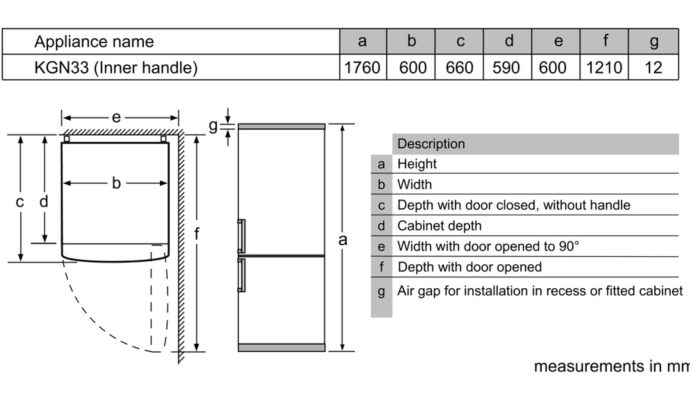 Appliance name a b c d e f g
KGN33 (Inner handle) 1760 600 660 590 600 1210 12
e
g
b
c
d
f
a
Description
a Height
b Width
c Depth with door closed, without handle
d Cabinet depth
e Width with door opened to 90°
f Depth with door opened
g Air gap for installation in recess or fitted cabinet
measurements in mm